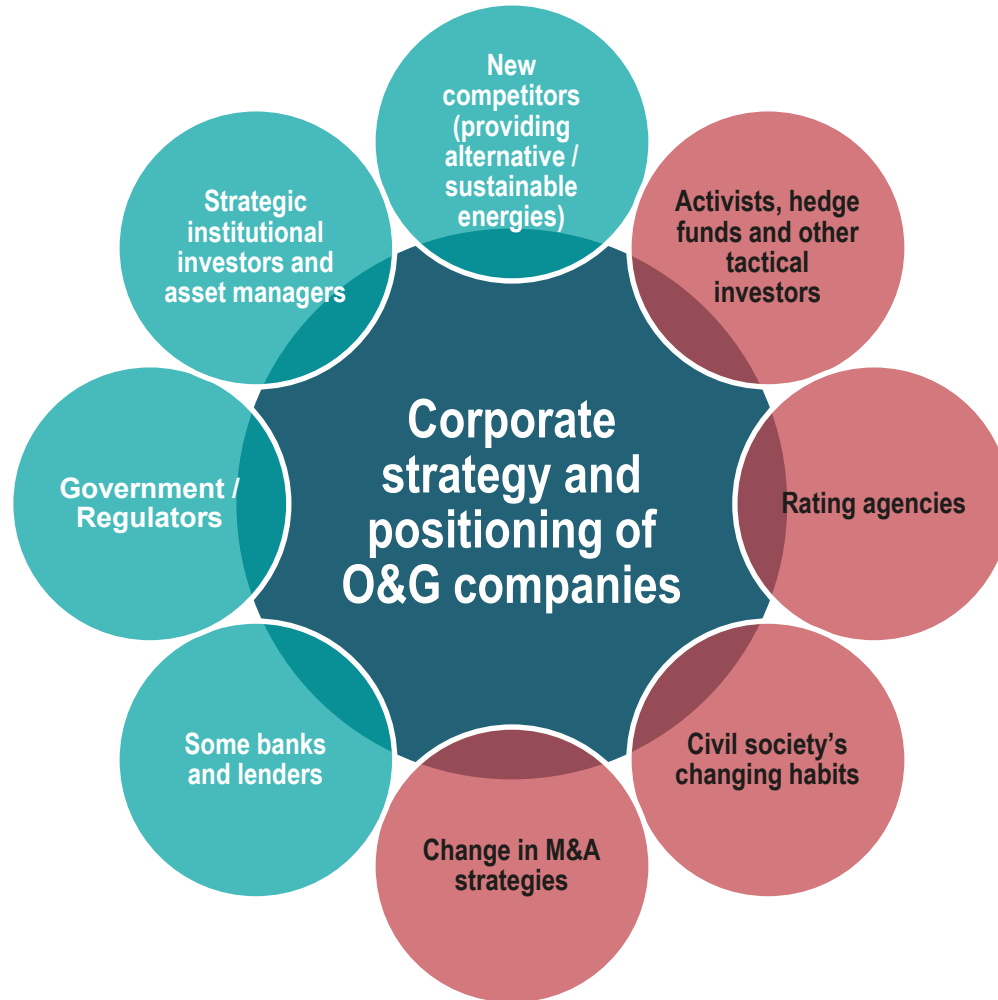 New
competitors
(providing
alternative /
sustainable
energies)
Activists, hedge
funds and other
tactical
investors
Rating agencies
Civil society’s
changing habits
Change in M&A
strategies
Some banks
and lenders
Government /
Regulators
Strategic
institutional
investors and
asset managers
Corporate
strategy and
positioning of
O&G companies